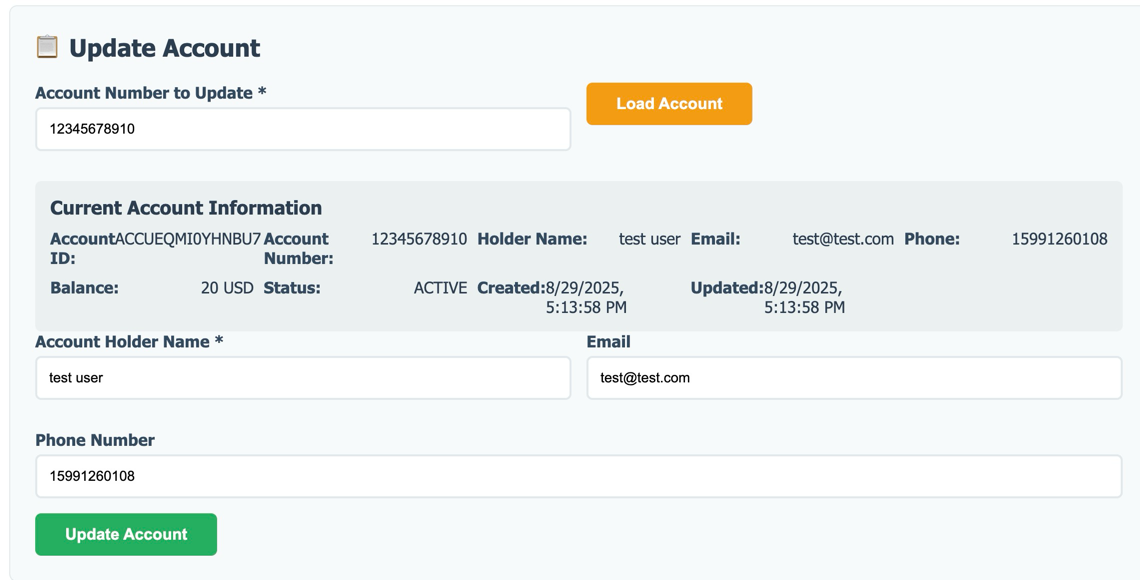 Update Account
Account Number to Update *
12345678910
Load Account
Current Account Information
Account ID: ACCUEQMI0YHNBU7 Account Number: 12345678910 Holder Name: test user Email: test@test.com Phone: 15991260108
Balance: 20 USD Status: ACTIVE Created: 8/29/2025, 5:13:58 PM Updated: 8/29/2025, 5:13:58 PM
Account Holder Name *
test user
Email
test@test.com
Phone Number
15991260108
Update Account